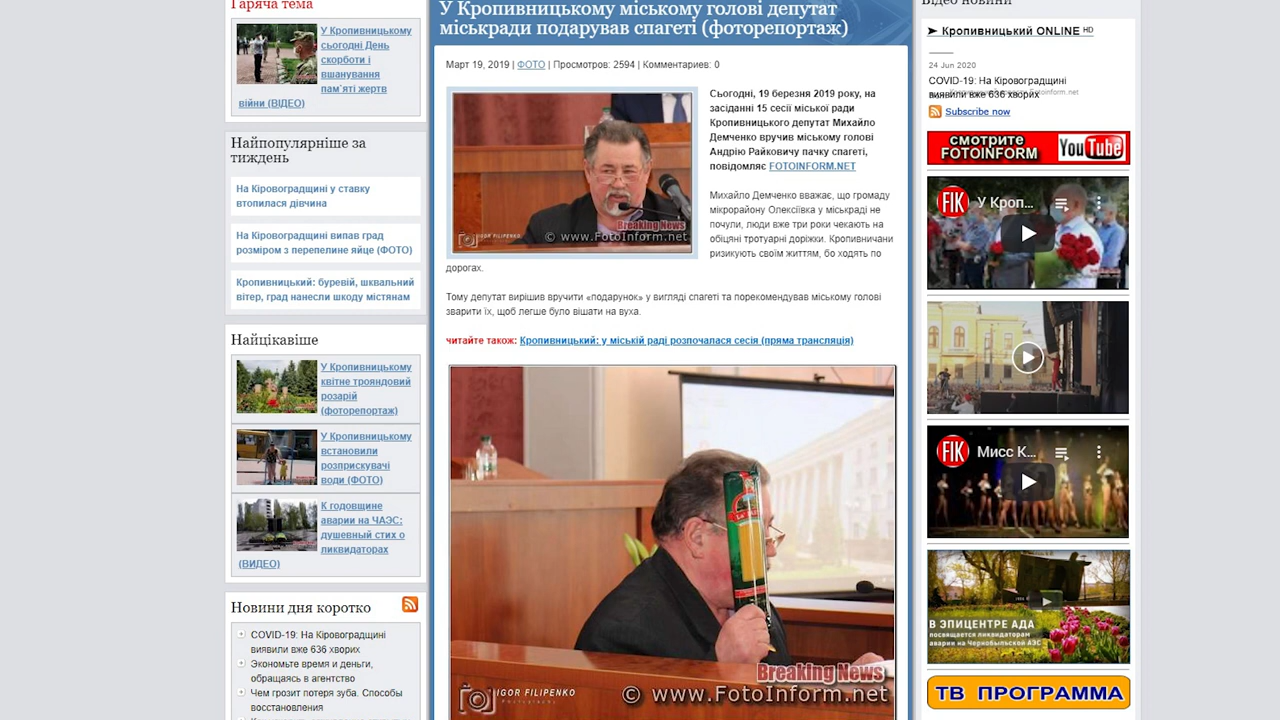 Гаряча тема
У Кропивницькому
сьогодні День
скорботи і
вшанування
пам`яті жертв
війни (ВІДЕО)
Найпопулярніше за
тиждень
На Кіровоградщині у ставку
втопилася дівчина
На Кіровоградщині випав град
розміром з перепелине яйце (ФОТО)
Кропивницький: буревій, шквальний
вітер, град нанесли шкоду містянам
Найцікавіше
У Кропивницькому
квітне трояндовий
розарій
(фоторепортаж)
У Кропивницькому
встановили
розприскувачі
води (ФОТО)
К годовщине
аварии на ЧАЭС:
душевный стих о
ликвидаторах
(ВИДЕО)
Новини дня коротко
COVID-19: На Кіровоградщині
виявили вже 636 хворих
Экономьте время и деньги,
обращаясь в агентство
Чем грозит потеря зуба. Способы
восстановления
У Кропивницькому міському голові депутат
міськради подарував спагеті (фоторепортаж)
Март 19, 2019 | ФОТО | Просмотров: 2594 | Комментариев: 0
Сьогодні, 19 березня 2019 року, на
засіданні 15 сесії міської ради
Кропивницького депутат Михайло
Демченко вручив міському голові
Андрію Райковичу пачку спагеті,
повідомляє FOTOINFORM.NET
Breaking News
IGOR FILIPENKO
© www.FotoInform.net
Михайло Демченко вважає, що громаду
мікрорайону Олексіївка у міськраді не
почули, люди вже три роки чекають на
обіцяні тротуарні доріжки. Кропивничани
ризикують своїм життям, бо ходять по
дорогах.
Тому депутат вирішив вручити «подарунок» у вигляді спагеті та порекомендував міському голові
зварити їх, щоб легше було вішати на вуха.
читайте також: Кропивницький: у міській раді розпочалася сесія (пряма трансляція)
Breaking News
IGOR FILIPENKO
Photography
© www.FotoInform.net
Відео новини
Кропивницький ONLINE HD
24 Jun 2020
COVID-19: На Кіровоградщині
виявили вже 636 хворих
Subscribe now
СМОТРИТЕ
FOTOINFORM
YouTube
FIK
У Кроп...
FIK
Мисс К...
В ЭПИЦЕНТРЕ АДА
посвящается ликвидаторам
аварии на Чернобыльской АЭС
ТВ ПРОГРАММА